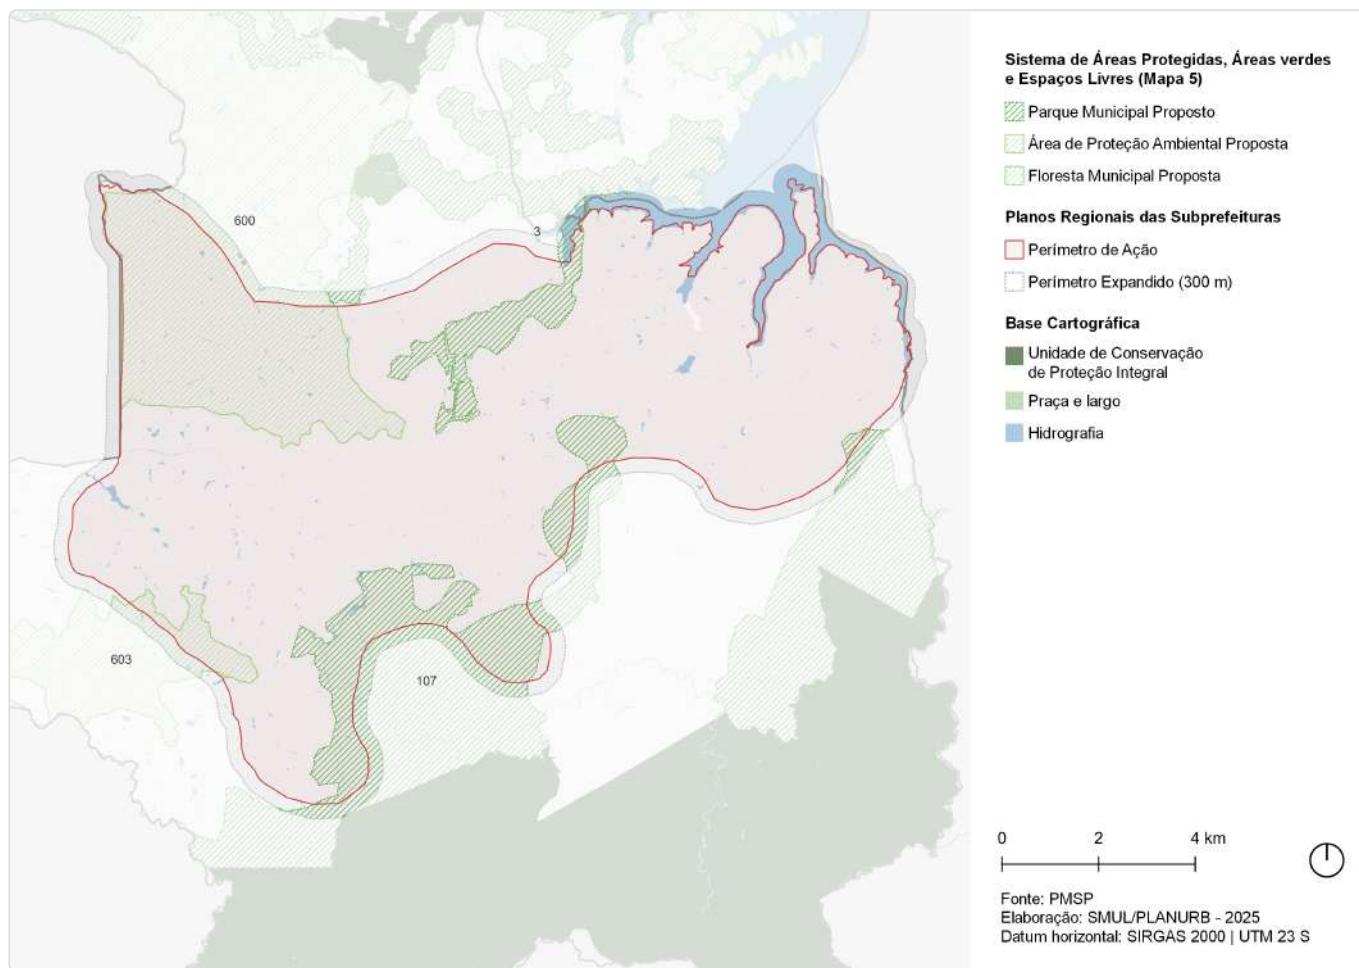 600
3
603
107
Sistema de Áreas Protegidas, Áreas verdes
e Espaços Livres (Mapa 5)
Parque Municipal Proposto
Área de Proteção Ambiental Proposta
Floresta Municipal Proposta
Planos Regionais das Subprefeituras
Perímetro de Ação
Perímetro Expandido (300 m)
Base Cartográfica
Unidade de Conservação
de Proteção Integral
Praça e largo
Hidrografia
0 2 4 km
Fonte: PMSP
Elaboração: SMUL/PLANURB - 2025
Datum horizontal: SIRGAS 2000 | UTM 23 S